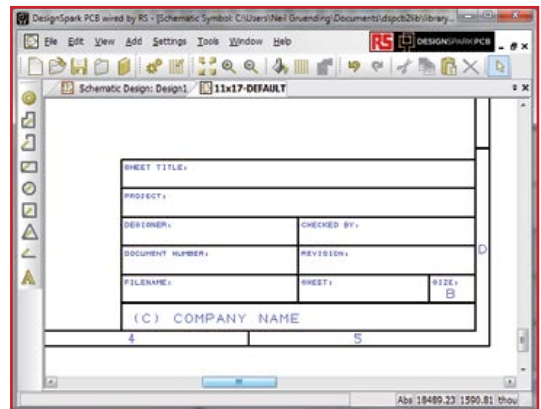 DesignSpark PCB wired by RS - [Schematic Symbol: C:\Users\Neil Gruending\Documents\dspcb2lib\library...
File Edit View Add Settings Tools Window Help
RS DESIGNSPARK PCB
Schematic Design: Design1 11x17-DEFAULT
SHEET TITLE:
PROJECT:
DESIGNER: CHECKED BY:
DOCUMENT NUMBER: REVISION:
D
FILENAME: SHEET: SIZE:
B
(C) COMPANY NAME
4 5
Abs 18489.23 1590.81 thou